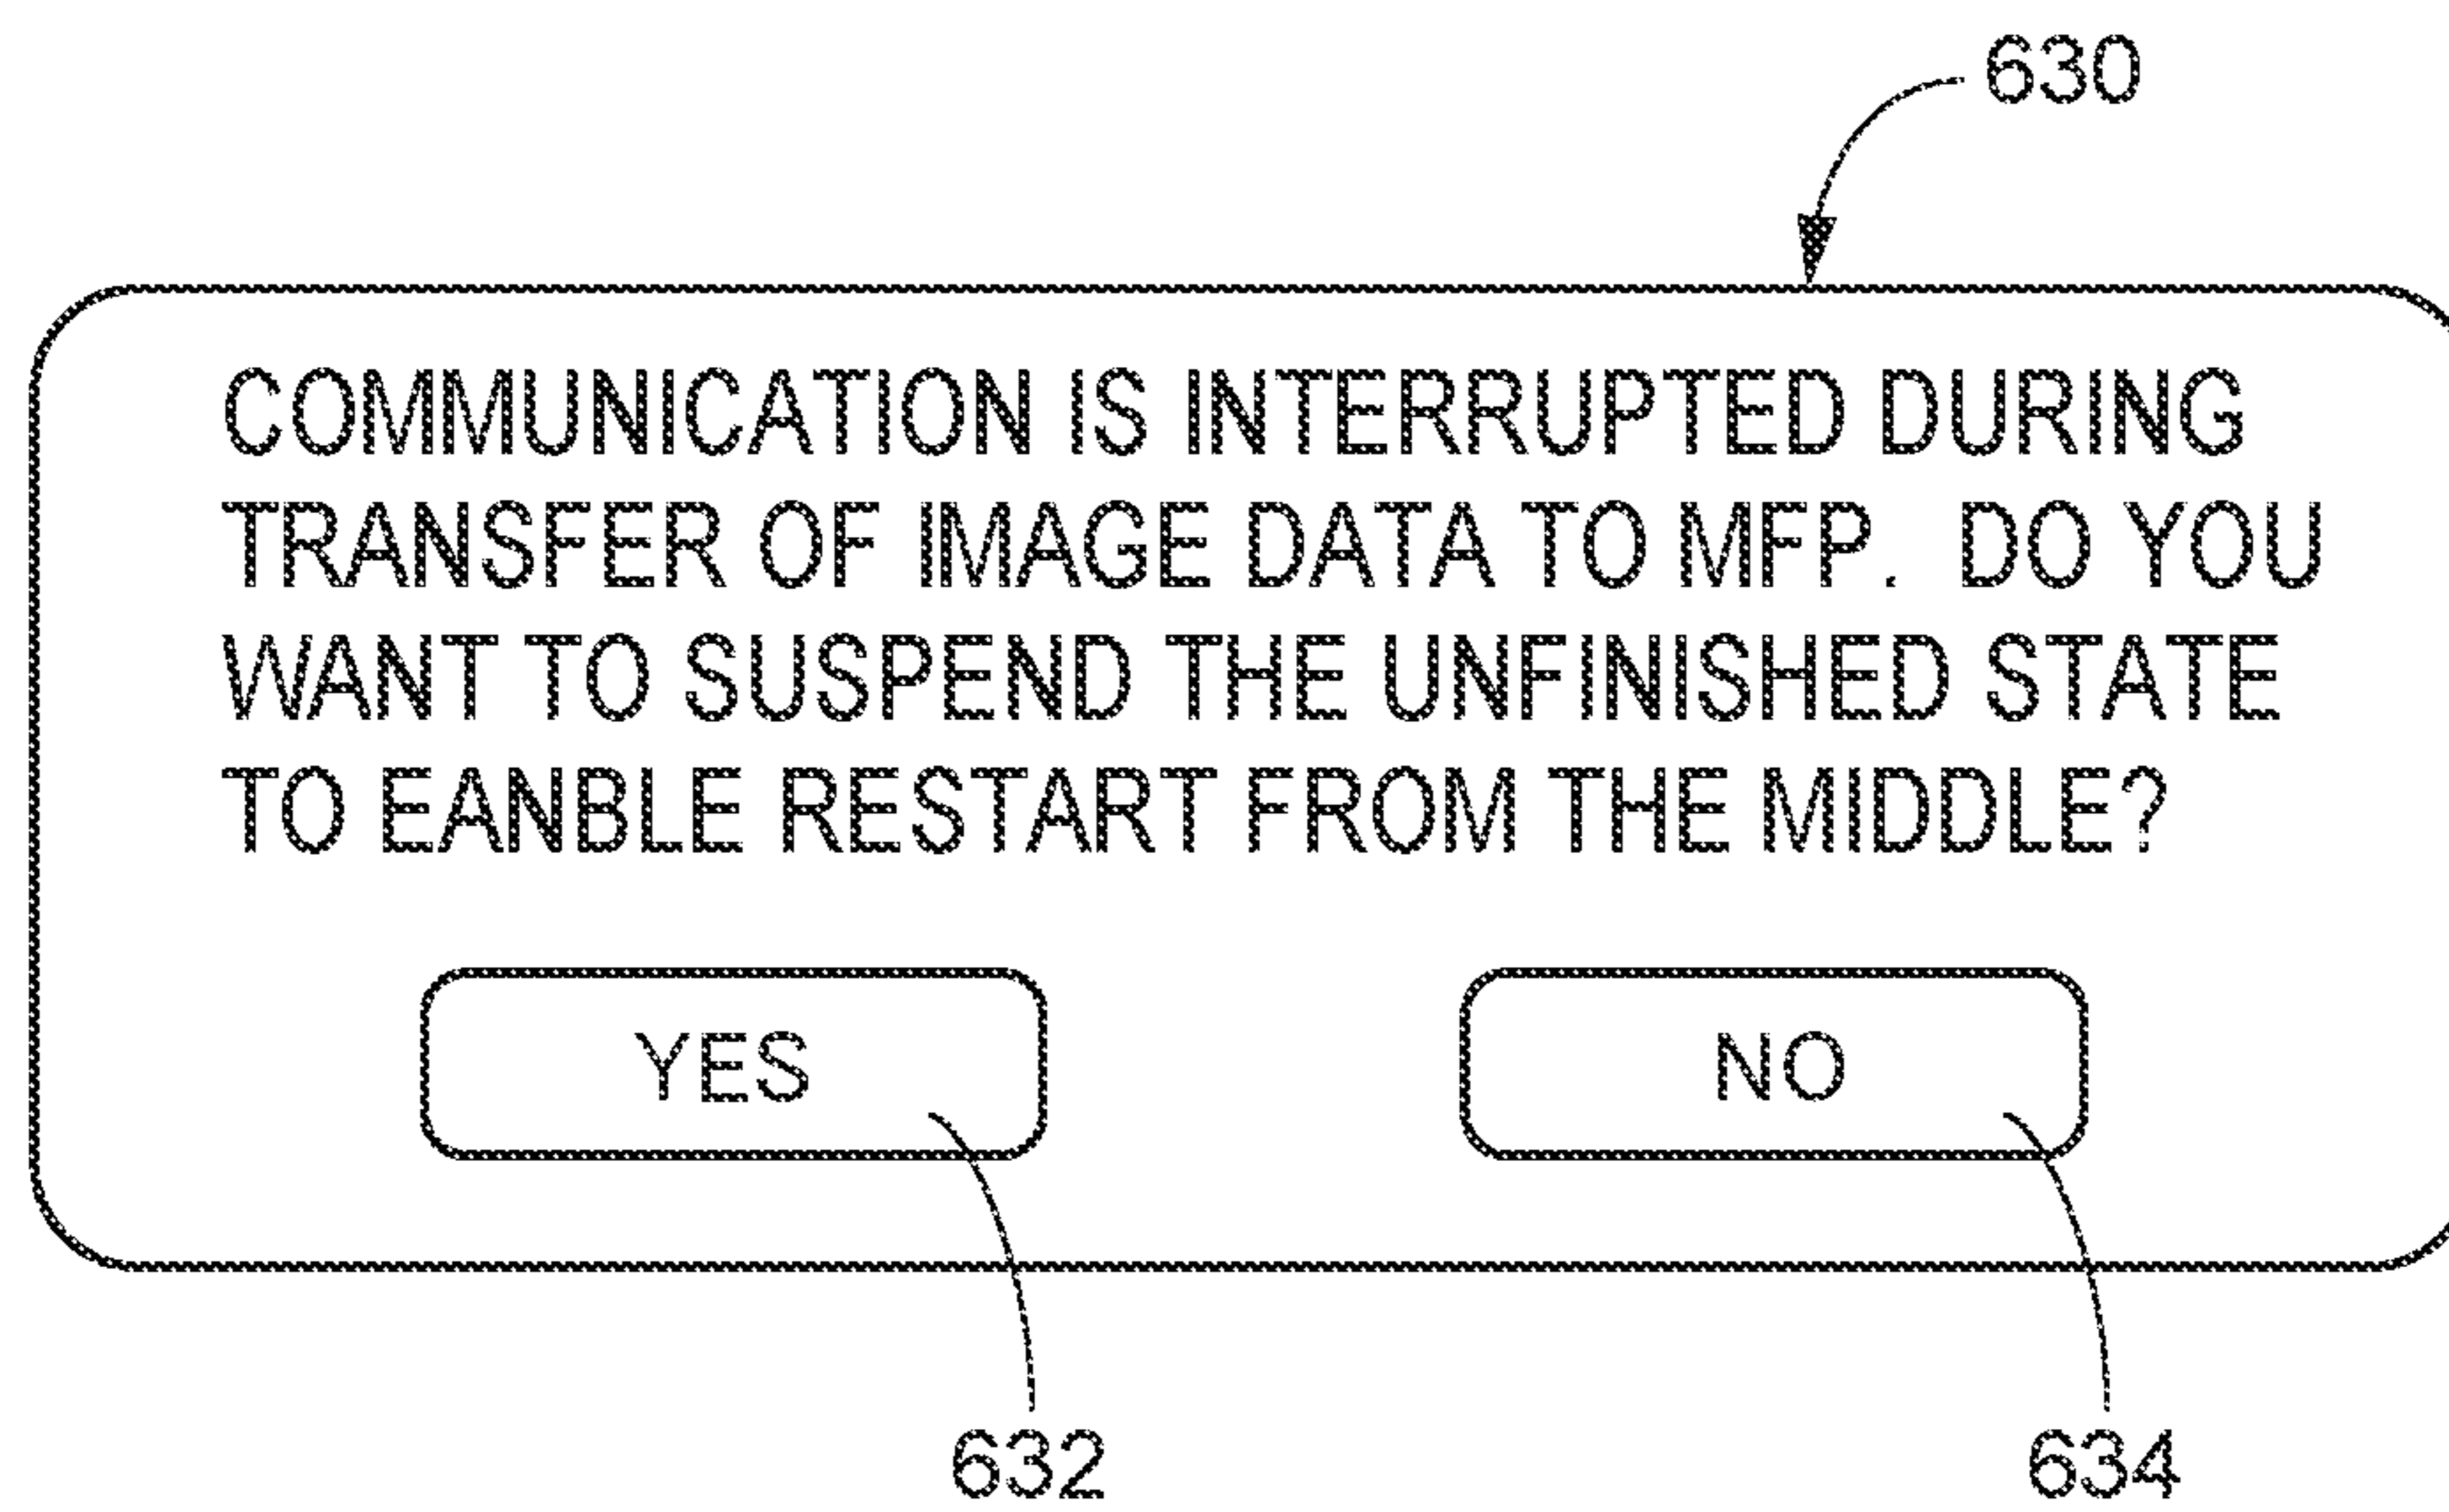 630
COMMUNICATION IS INTERRUPTED DURING
TRANSFER OF IMAGE DATA TO MFP. DO YOU
WANT TO SUSPEND THE UNFINISHED STATE
TO EANBLE RESTART FROM THE MIDDLE?
YES NO
632 634